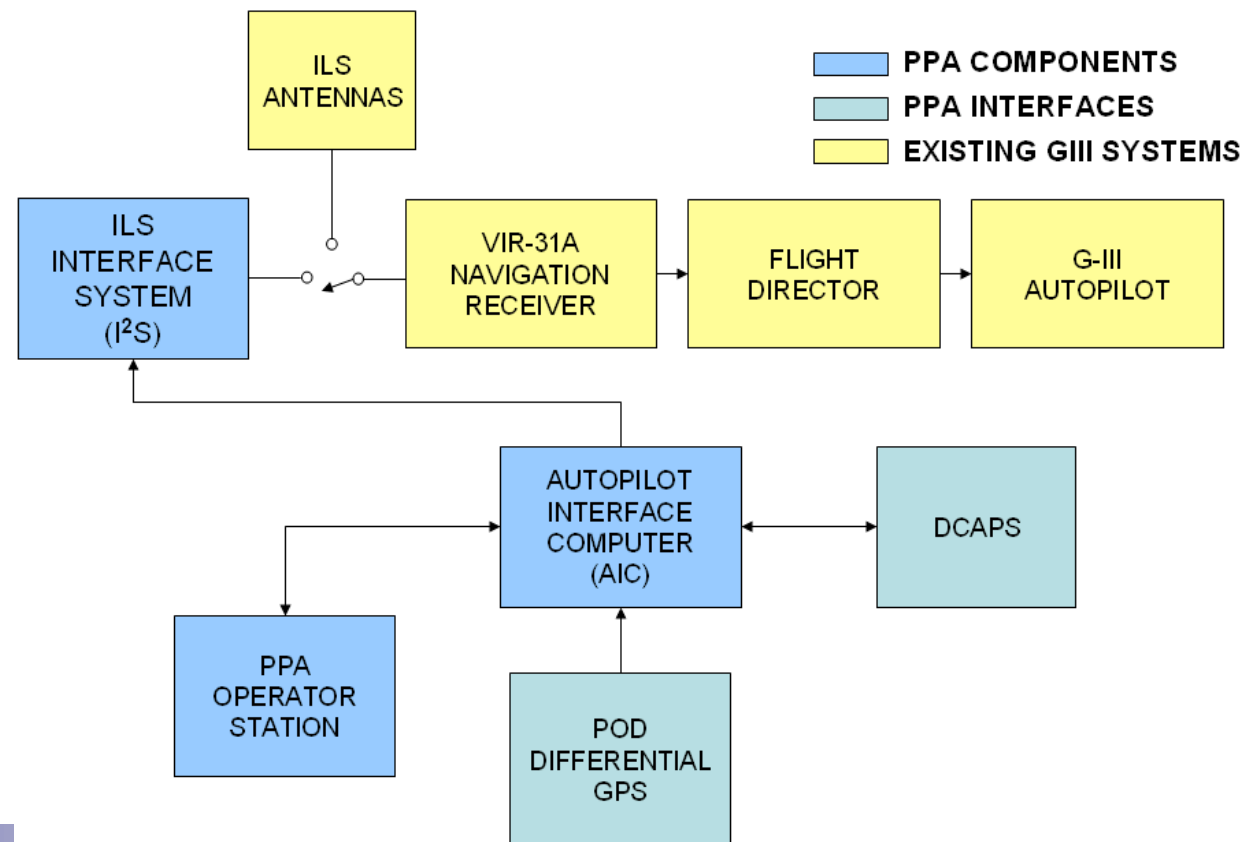 ILS
ANTENNAS
PPA COMPONENTS
PPA INTERFACES
EXISTING GIII SYSTEMS
ILS
INTERFACE
SYSTEM
(I²S)
VIR-31A
NAVIGATION
RECEIVER
FLIGHT
DIRECTOR
G-III
AUTOPILOT
AUTOPILOT
INTERFACE
COMPUTER
(AIC)
DCAPS
PPA
OPERATOR
STATION
POD
DIFFERENTIAL
GPS